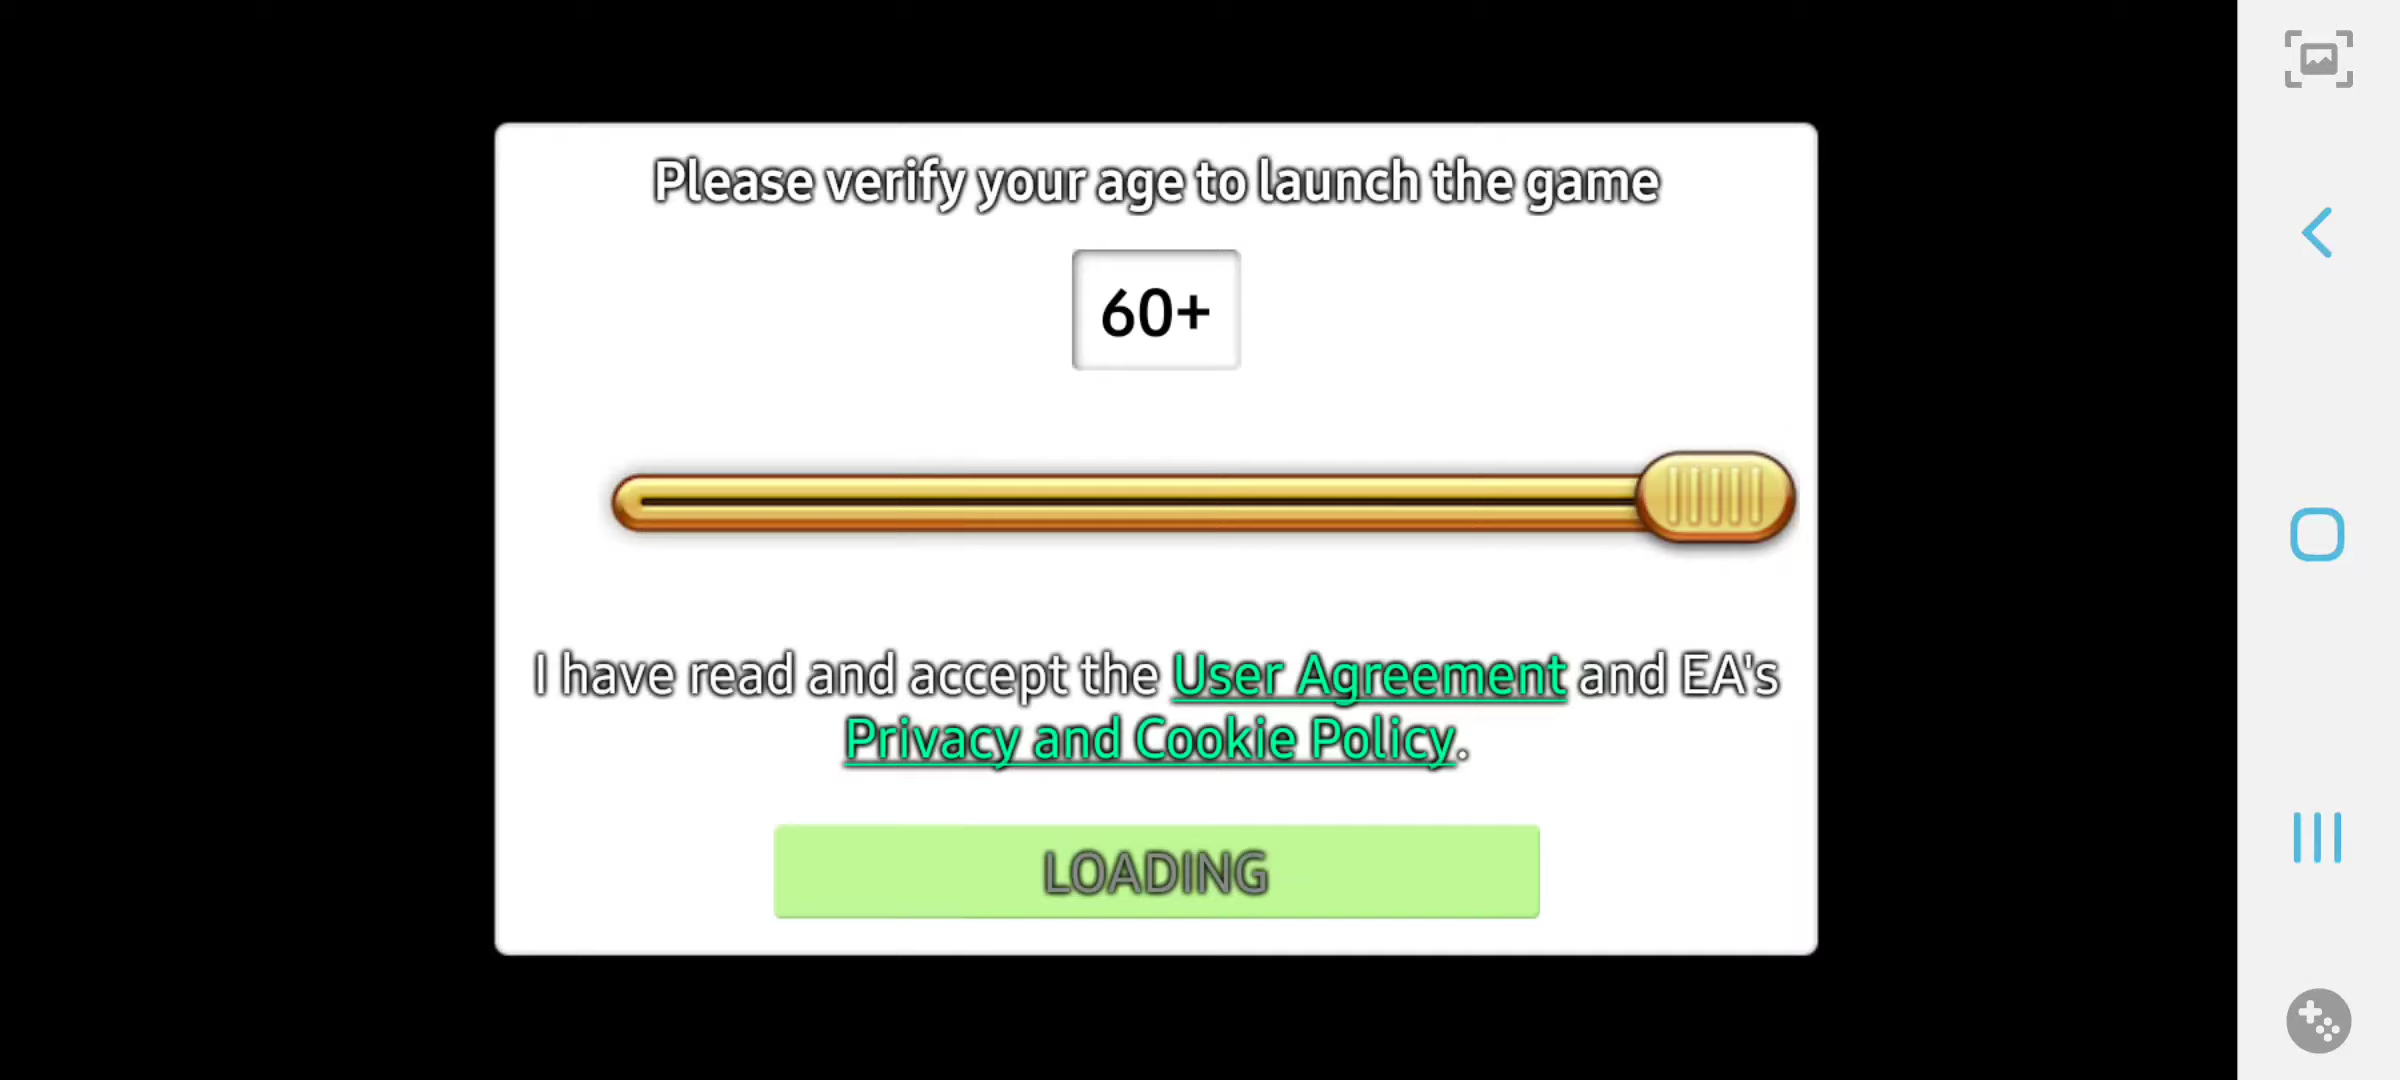 Please verify your age to launch the game
60+
I have read and accept the User Agreement and EA's
Privacy and Cookie Policy.
LOADING